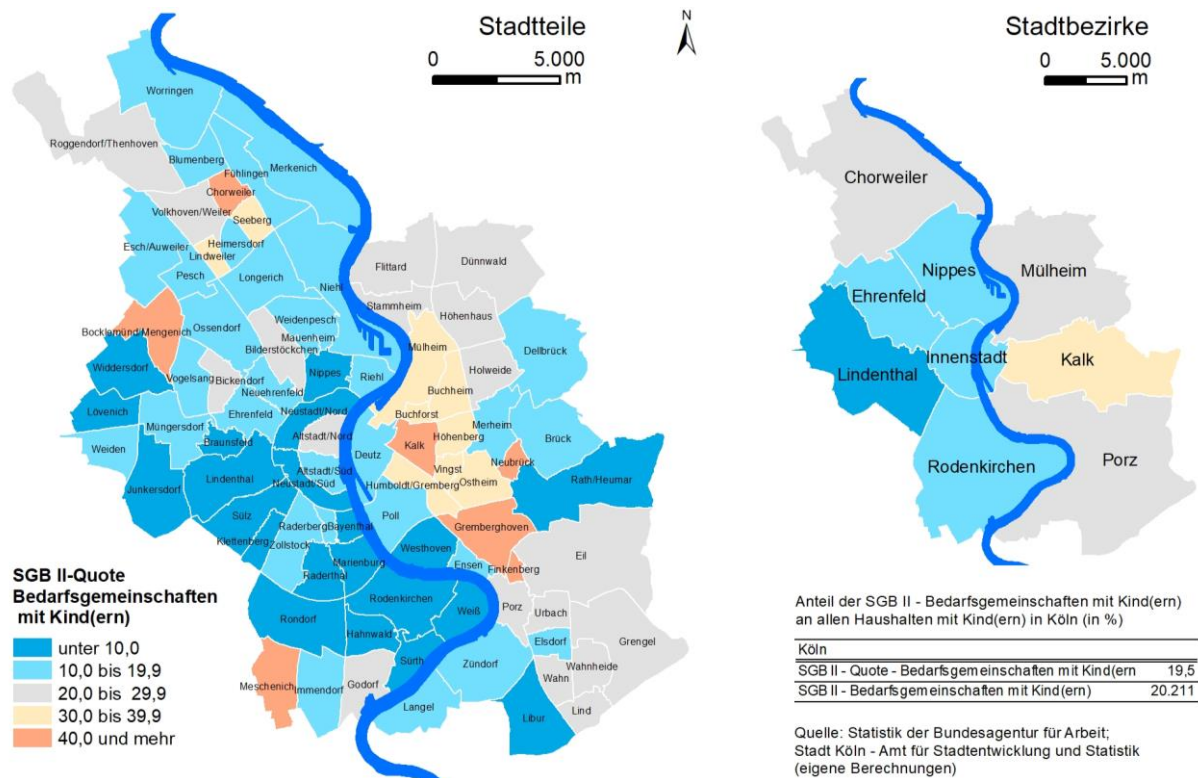 Stadtteile
0 5.000
m
N
Worringen
Roggendorf/Thenhoven
Blumenberg
Fühlingen
Merkenich
Chorweiler
Volkhoven/Weiler
Seeberg
Esch/Auweiler
Heimersdorf
Lindweiler
Pesch
Longerich
Niehl
Flittard
Dünnwald
Stammheim
Höhenhaus
Bocklemünd/Mengenich
Ossendorf
Weidenpesch
Mauenheim
Bilderstöckchen
Mülheim
Dellbrück
Widdersdorf
Vogelsang
Bickendorf
Nippes
Riehl
Holweide
Neuehrenfeld
Buchheim
Lövenich
Ehrenfeld
Neustadt/Nord
Buchforst
Müngersdorf
Merheim
Braunsfeld
Altstadt/Nord
Kalk
Höhenberg
Brück
Weiden
Deutz
Neubrück
Junkersdorf
Lindenthal
Altstadt/Süd
Vingst
Neustadt/Süd
Humboldt/Gremberg
Ostheim
Rath/Heumar
Sülz
Raderberg
Bayenthal
Poll
Gremberghoven
Klettenberg
Zollstock
Westhoven
Eil
Marienburg
Ensen
Finkenberg
Raderthal
Rodenkirchen
Weiß
Porz
Urbach
Rondorf
Hahnwald
Elsdorf
Grengel
Sürth
Zündorf
Wahnheide
Meschenich
Immendorf
Godorf
Wahn
Langel
Libur
Lind
SGB II-Quote
Bedarfsgemeinschaften
mit Kind(ern)
unter 10,0
10,0 bis 19,9
20,0 bis 29,9
30,0 bis 39,9
40,0 und mehr
Stadtbezirke
0 5.000
m
Chorweiler
Nippes
Mülheim
Ehrenfeld
Innenstadt
Kalk
Lindenthal
Rodenkirchen
Porz
Anteil der SGB II - Bedarfsgemeinschaften mit Kind(ern)
an allen Haushalten mit Kind(ern) in Köln (in %)
Köln
SGB II - Quote - Bedarfsgemeinschaften mit Kind(ern 19,5
SGB II - Bedarfsgemeinschaften mit Kind(ern) 20.211
Quelle: Statistik der Bundesagentur für Arbeit;
Stadt Köln - Amt für Stadtentwicklung und Statistik
(eigene Berechnungen)